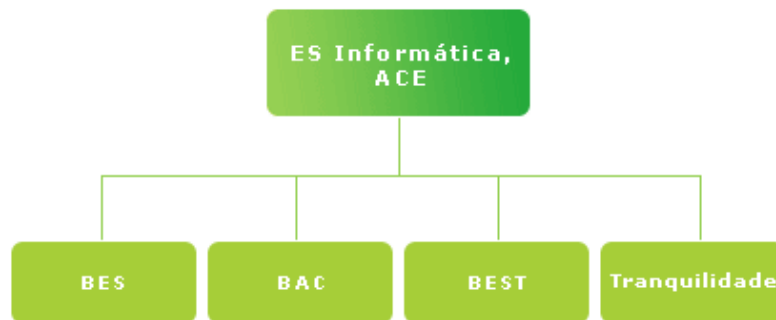 ES Informática,
ACE
BES
BAC
BEST
Tranquilidade